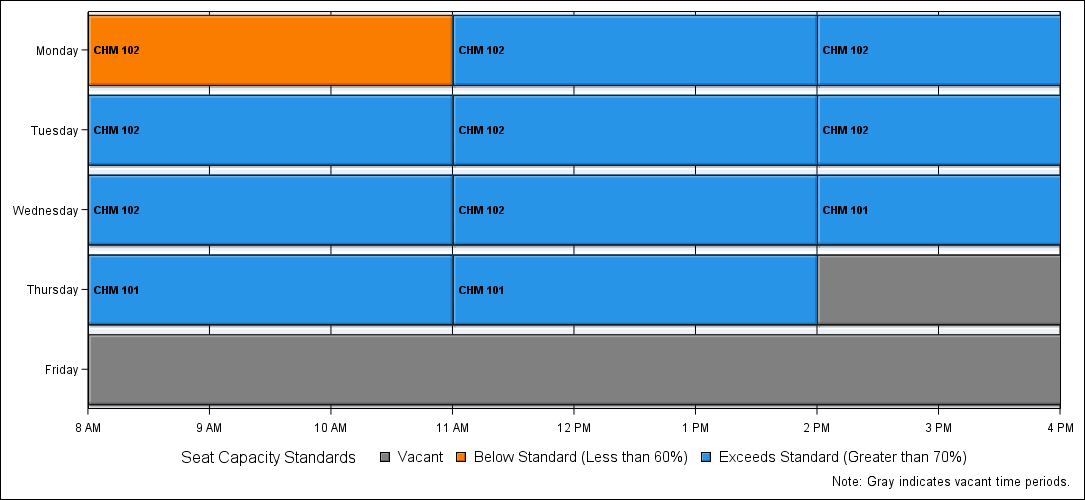 Monday CHM 102 CHM 102 CHM 102
Tuesday CHM 102 CHM 102 CHM 102
Wednesday CHM 102 CHM 102 CHM 101
Thursday CHM 101 CHM 101
Friday
8 AM 9 AM 10 AM 11 AM 12 PM 1 PM 2 PM 3 PM 4 PM
Seat Capacity Standards Vacant Below Standard (Less than 60%) Exceeds Standard (Greater than 70%)
Note: Gray indicates vacant time periods.